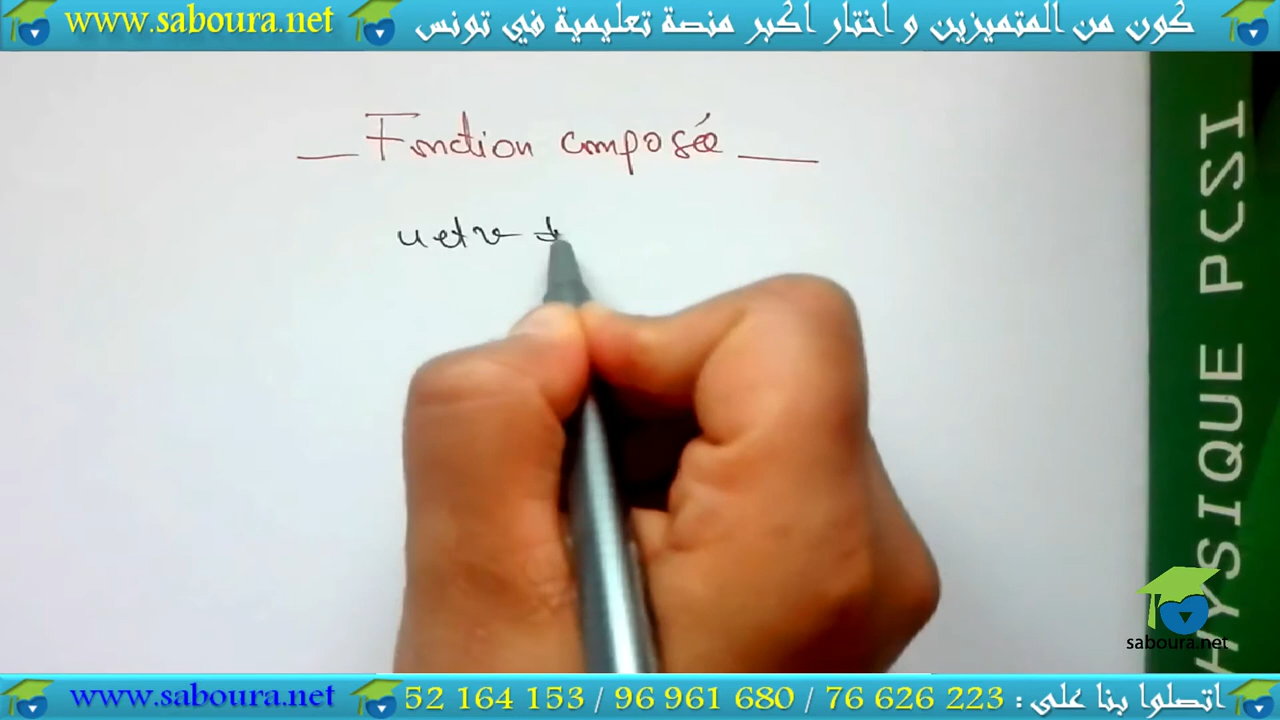 www.saboura.net كون من المتميزين و اختار اكبر منصة تعليمية في تونس
Fonction composée
u et v
PHYSIQUE PCSI
saboura.net
www.saboura.net 52 164 153 / 96 961 680 / 76 626 223 : اتصلوا بنا على